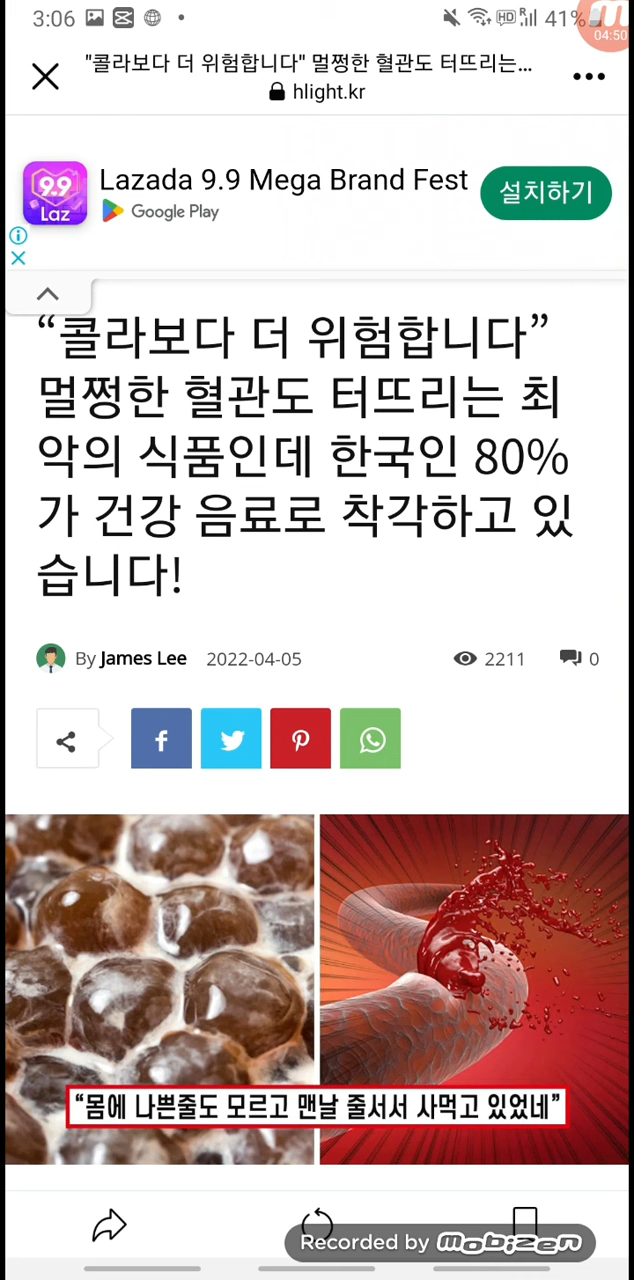 3:06
HD
R
41%
04:50
"콜라보다 더 위험합니다" 멀쩡한 혈관도 터뜨리는...
hlight.kr
9.9
Laz
Lazada 9.9 Mega Brand Fest
Google Play
설치하기
“콜라보다 더 위험합니다”
멀쩡한 혈관도 터뜨리는 최
악의 식품인데 한국인 80%
가 건강 음료로 착각하고 있
습니다!
By James Lee 2022-04-05 2211 0
“몸에 나쁜줄도 모르고 맨날 줄서서 사먹고 있었네”
Recorded by mobizen